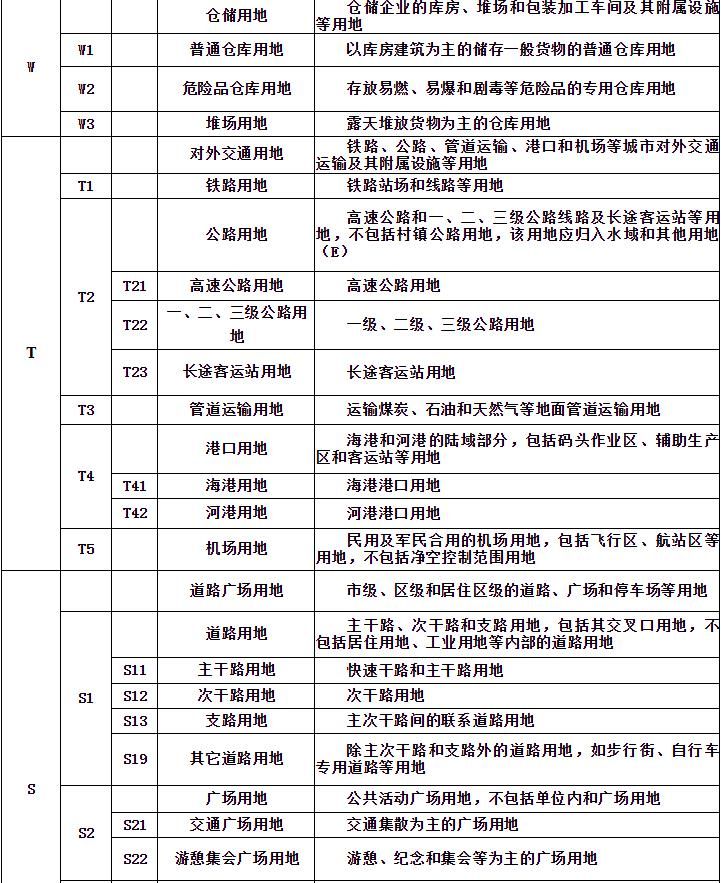 W
仓储用地
仓储企业的库房、堆场和包装加工车间及其附属设施
等用地
W1
普通仓库用地
以库房建筑为主的储存一般货物的普通仓库用地
W2
危险品仓库用地
存放易燃、易爆和剧毒等危险品的专用仓库用地
W3
堆场用地
露天堆放货物为主的仓库用地
T
对外交通用地
铁路、公路、管道运输、港口和机场等城市对外交通
运输及其附属设施等用地
T1
铁路用地
铁路站场和线路等用地
T2
公路用地
高速公路和一、二、三级公路线路及长途客运站等用
地，不包括村镇公路用地，该用地应归入水域和其他用地
（E）
T21
高速公路用地
高速公路用地
T22
一、二、三级公路用
地
一级、二级、三级公路用地
T23
长途客运站用地
长途客运站用地
T3
管道运输用地
运输煤炭、石油和天然气等地面管道运输用地
T4
港口用地
海港和河港的陆域部分，包括码头作业区、辅助生产
区和客运站等用地
T41
海港用地
海港港口用地
T42
河港用地
河港港口用地
T5
机场用地
民用及军民合用的机场用地，包括飞行区、航站区等
用地，不包括净空控制范围用地
S
道路广场用地
市级、区级和居住区级的道路、广场和停车场等用地
S1
道路用地
主干路、次干路和支路用地，包括其交叉口用地，不
包括居住用地、工业用地等内部的道路用地
S11
主干路用地
快速干路和主干路用地
S12
次干路用地
次干路用地
S13
支路用地
主次干路间的联系道路用地
S19
其它道路用地
除主次干路和支路外的道路用地，如步行街、自行车
专用道路等用地
S2
广场用地
公共活动广场用地，不包括单位内和广场用地
S21
交通广场用地
交通集散为主的广场用地
S22
游憩集会广场用地
游憩、纪念和集会等为主的广场用地